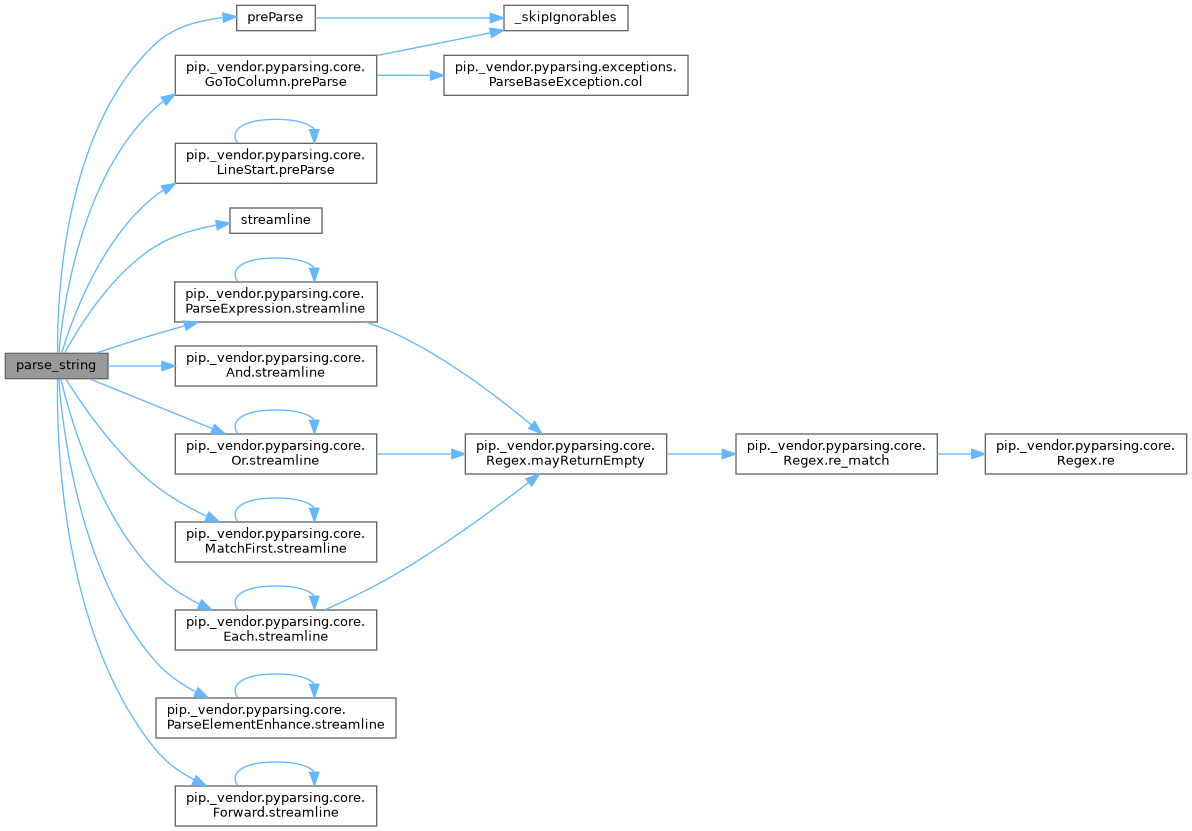 preParse
_skipIgnorables
pip._vendor.pyparsing.core.
GoToColumn.preParse
pip._vendor.pyparsing.exceptions.
ParseBaseException.col
pip._vendor.pyparsing.core.
LineStart.preParse
streamline
pip._vendor.pyparsing.core.
ParseExpression.streamline
parse_string
pip._vendor.pyparsing.core.
And.streamline
pip._vendor.pyparsing.core.
Or.streamline
pip._vendor.pyparsing.core.
Regex.mayReturnEmpty
pip._vendor.pyparsing.core.
Regex.re_match
pip._vendor.pyparsing.core.
Regex.re
pip._vendor.pyparsing.core.
MatchFirst.streamline
pip._vendor.pyparsing.core.
Each.streamline
pip._vendor.pyparsing.core.
ParseElementEnhance.streamline
pip._vendor.pyparsing.core.
Forward.streamline